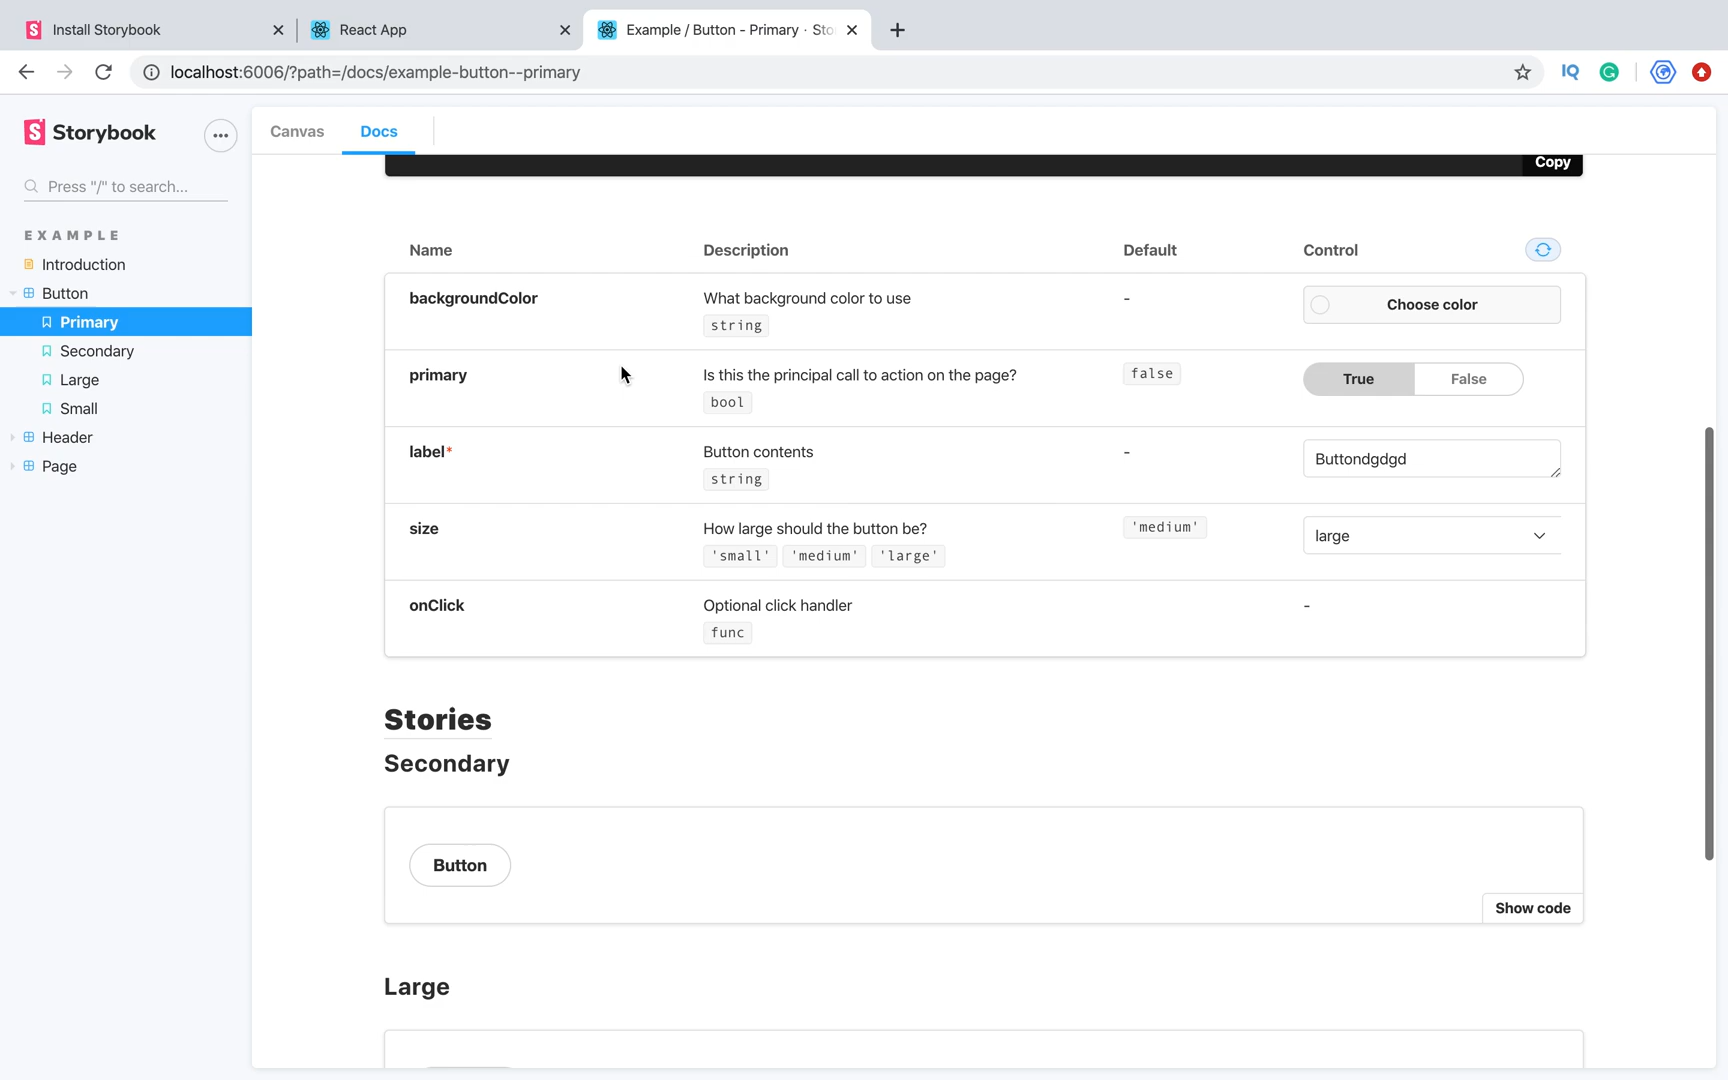 Install Storybook
React App
Example / Button - Primary · Sto
localhost:6006/?path=/docs/example-button--primary
IQ
Storybook
Press "/" to search...
EXAMPLE
Introduction
Button
Primary
Secondary
Large
Small
Header
Page
Canvas
Docs
Copy
Name Description Default Control
backgroundColor What background color to use - Choose color
string
primary Is this the principal call to action on the page? false True False
bool
label* Button contents - Buttondgdgd
string
size How large should the button be? 'medium' large
'small' 'medium' 'large'
onClick Optional click handler -
func
Stories
Secondary
Button
Show code
Large